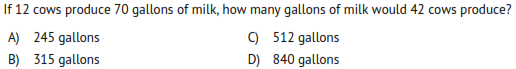 If 12 cows produce 70 gallons of milk, how many gallons of milk would 42 cows produce?
A) 245 gallons C) 512 gallons
B) 315 gallons D) 840 gallons